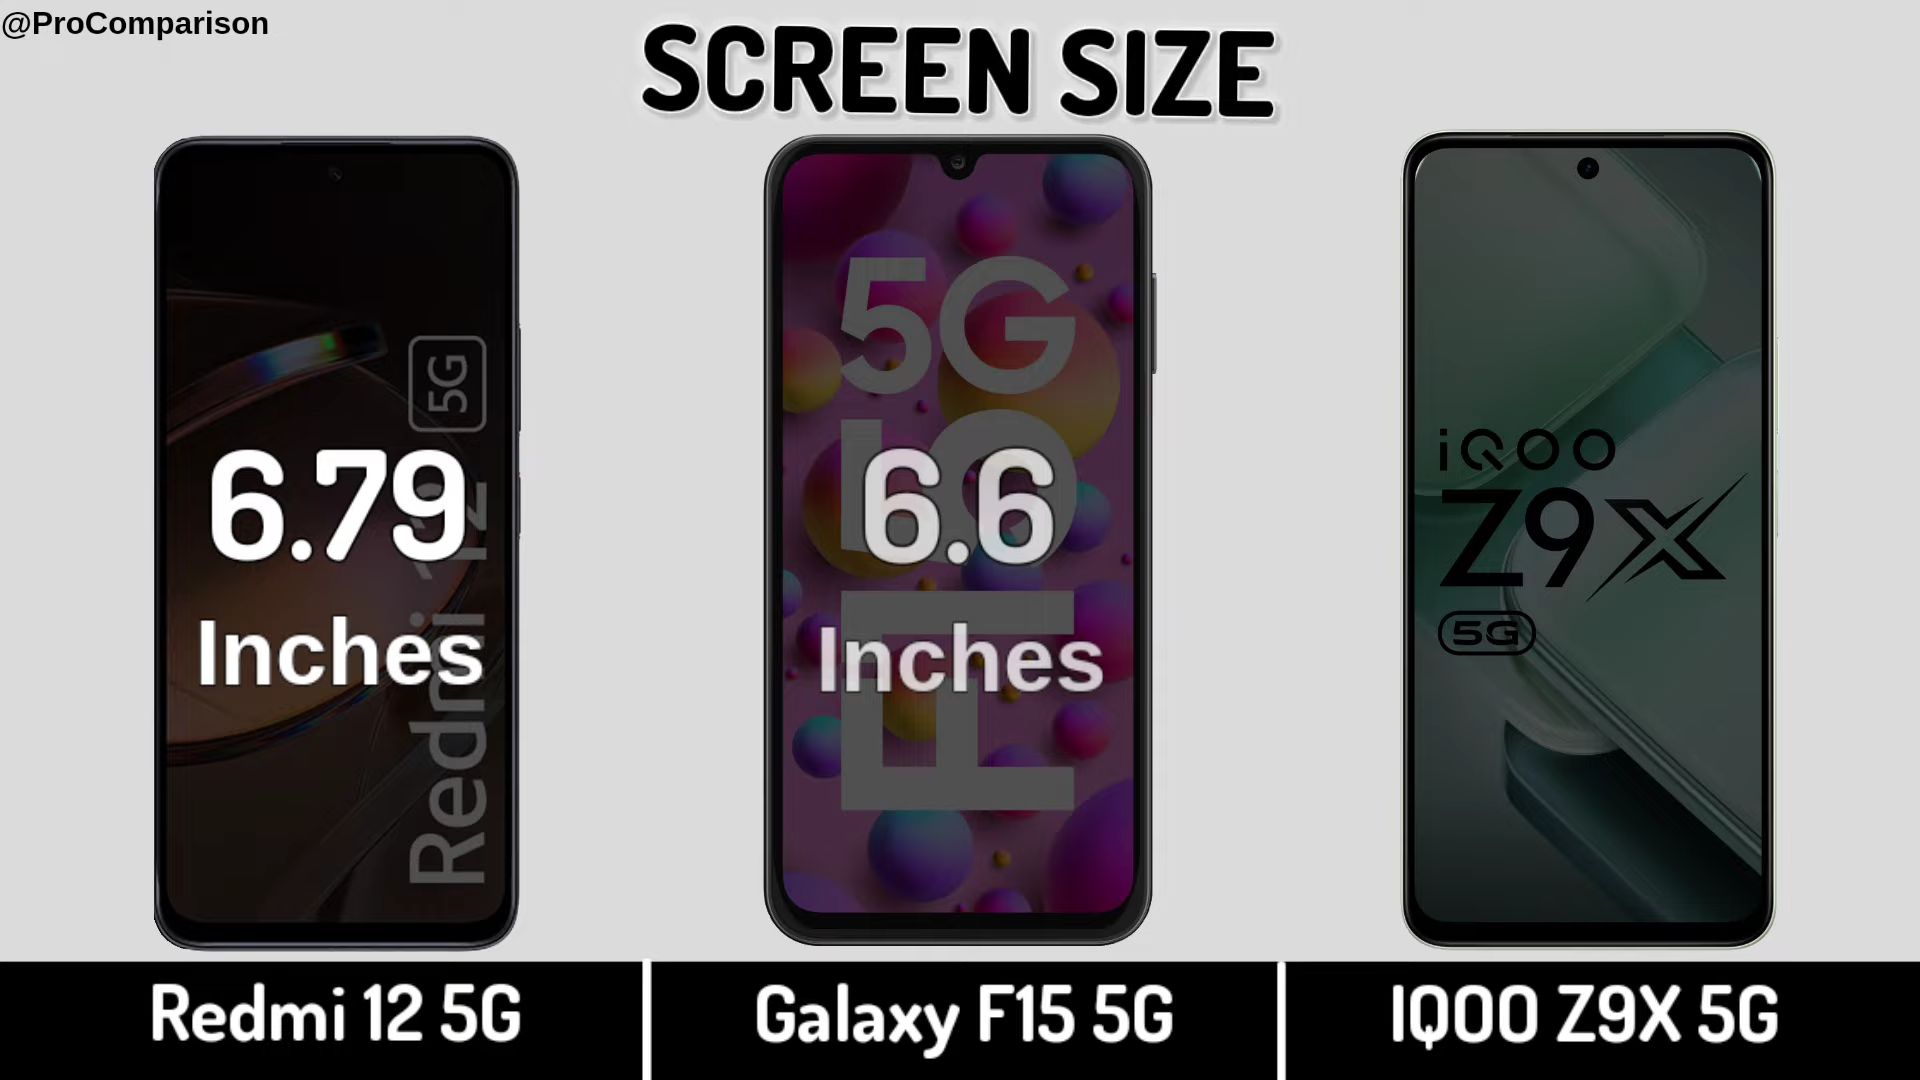 @ProComparison
SCREEN SIZE
5G
Redmi 12
6.79
Inches
5G
F15
6.6
Inches
iQOO
Z9X
5G
Redmi 12 5G
Galaxy F15 5G
IQOO Z9X 5G